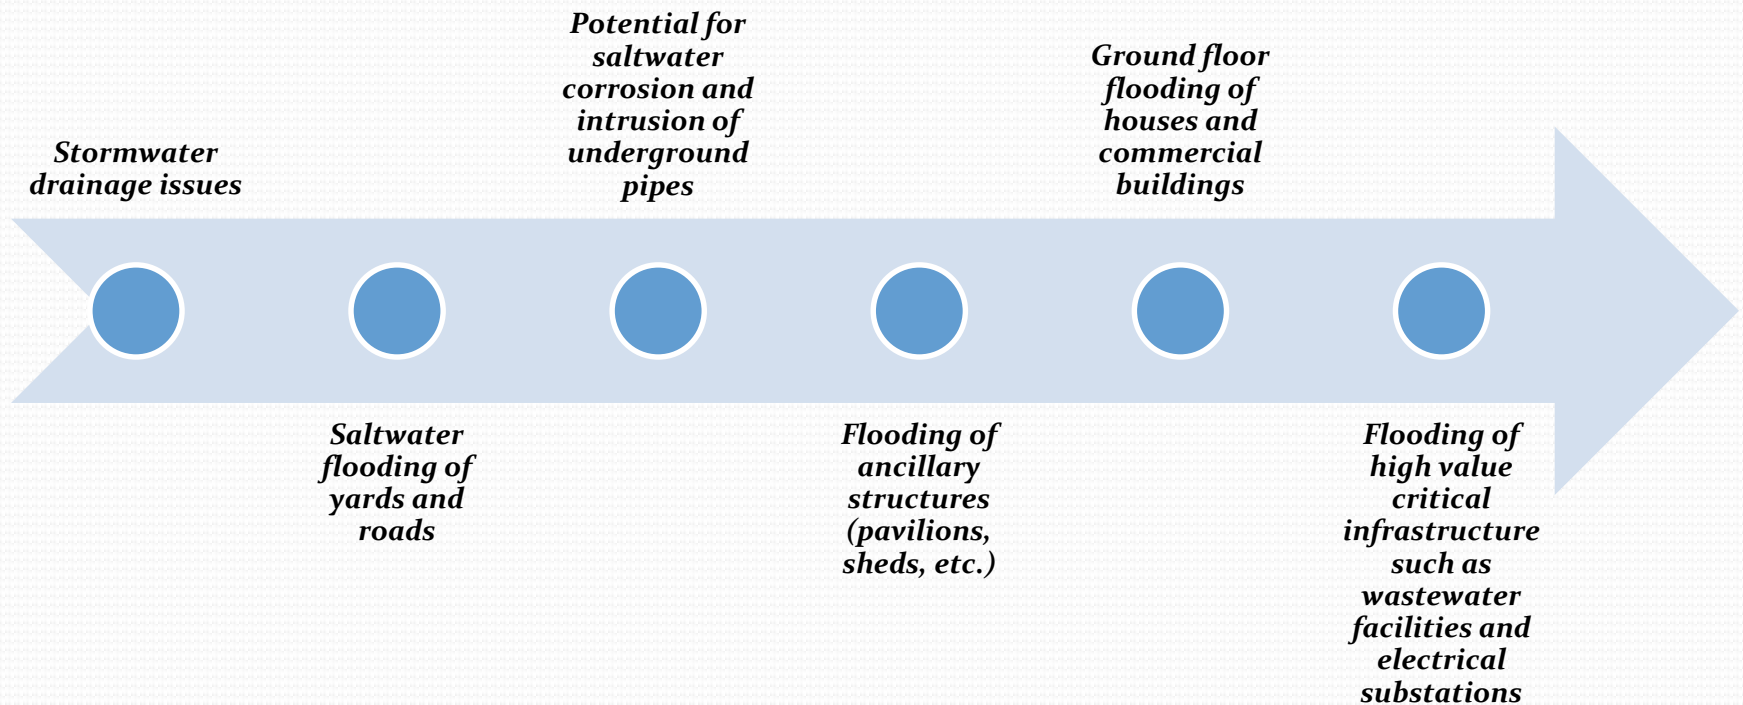 Stormwater
drainage issues
Saltwater
flooding of
yards and
roads
Potential for
saltwater
corrosion and
intrusion of
underground
pipes
Flooding of
ancillary
structures
(pavilions,
sheds, etc.)
Ground floor
flooding of
houses and
commercial
buildings
Flooding of
high value
critical
infrastructure
such as
wastewater
facilities and
electrical
substations